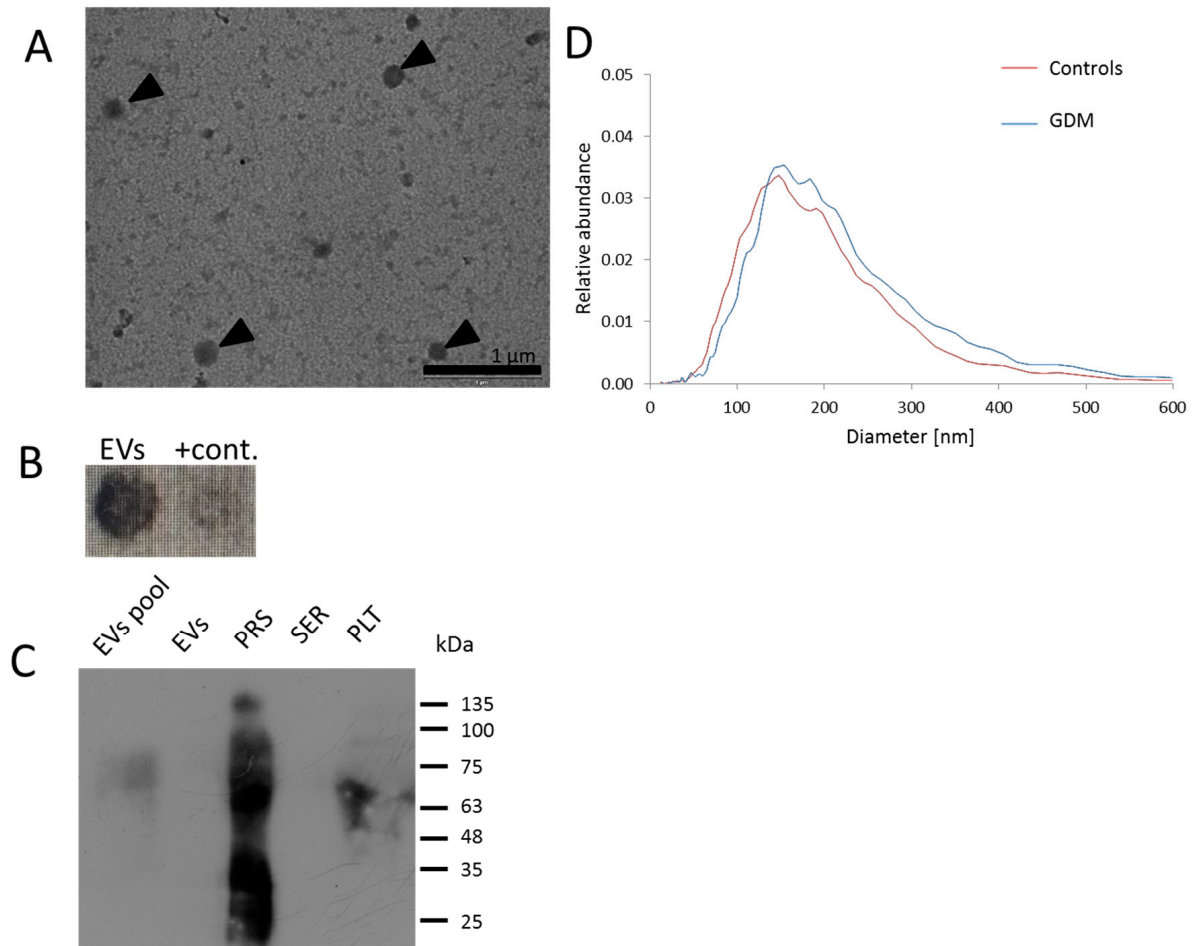 A
1 µm
1 µm
B
EVs +cont.
C
EVs pool
EVs
PRS
SER
PLT
kDa
135
100
75
63
48
35
25
D
Controls
GDM
Relative abundance
0.05
0.04
0.03
0.02
0.01
0.00
0 100 200 300 400 500 600
Diameter [nm]